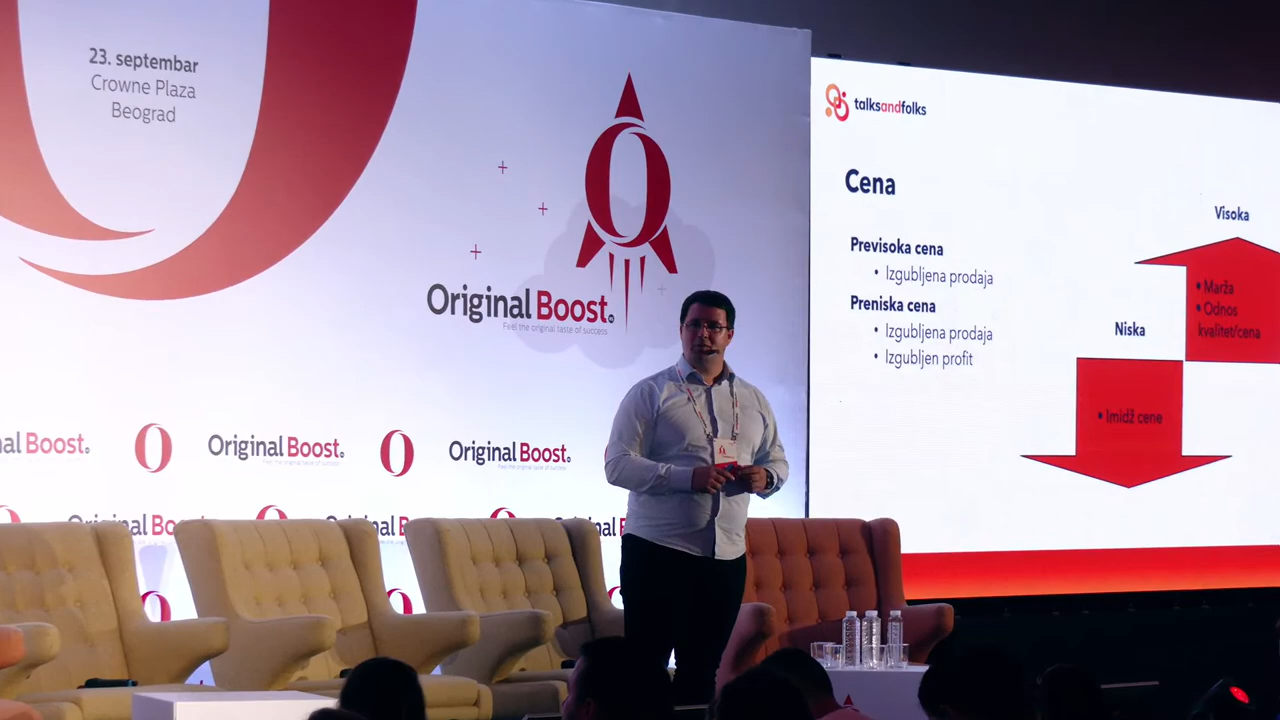 23. septembar
Crowne Plaza
Beograd
Original Boost.
Feel the original taste of success
al Boost.
Original Boost.
Original Boost.
talksandfolks
Cena
Previsoka cena
• Izgubljena prodaja
Preniska cena
• Izgubljena prodaja
• Izgubljen profit
Visoka
• Marža
• Odnos
kvalitet/cena
Niska
• Imidž cene